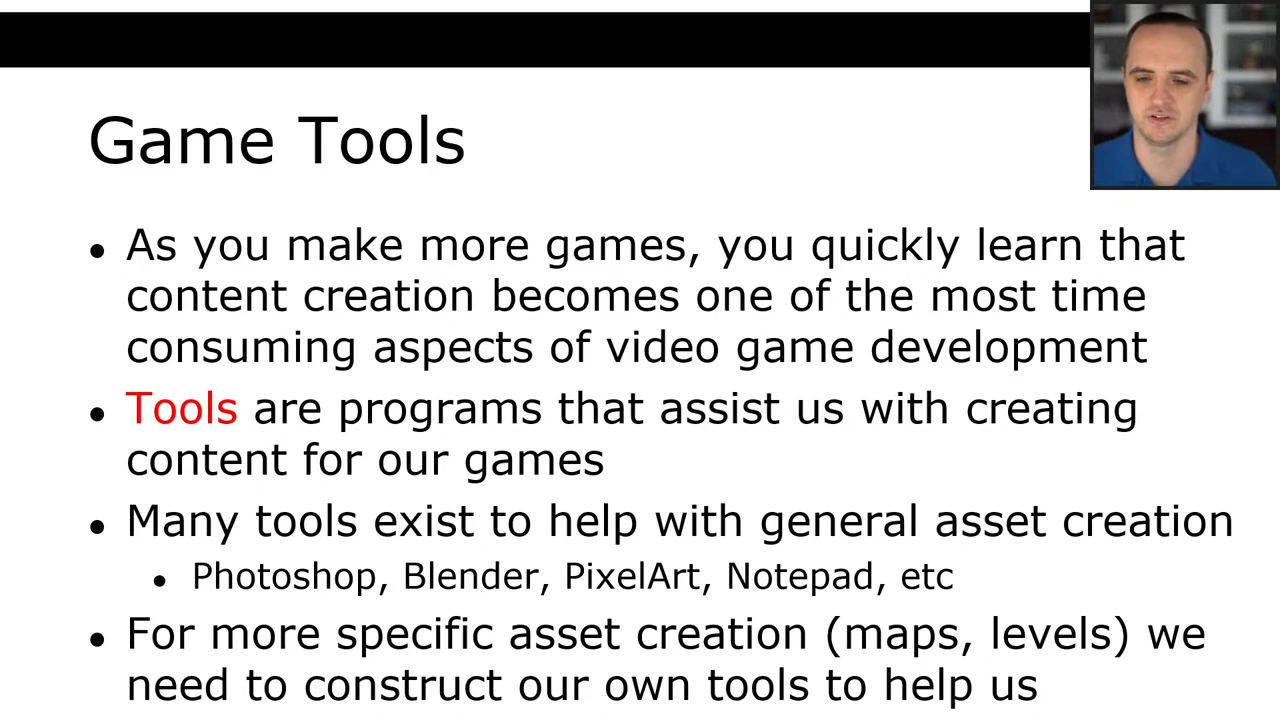 Game Tools
• As you make more games, you quickly learn that
content creation becomes one of the most time
consuming aspects of video game development
• Tools are programs that assist us with creating
content for our games
• Many tools exist to help with general asset creation
• Photoshop, Blender, PixelArt, Notepad, etc
• For more specific asset creation (maps, levels) we
need to construct our own tools to help us